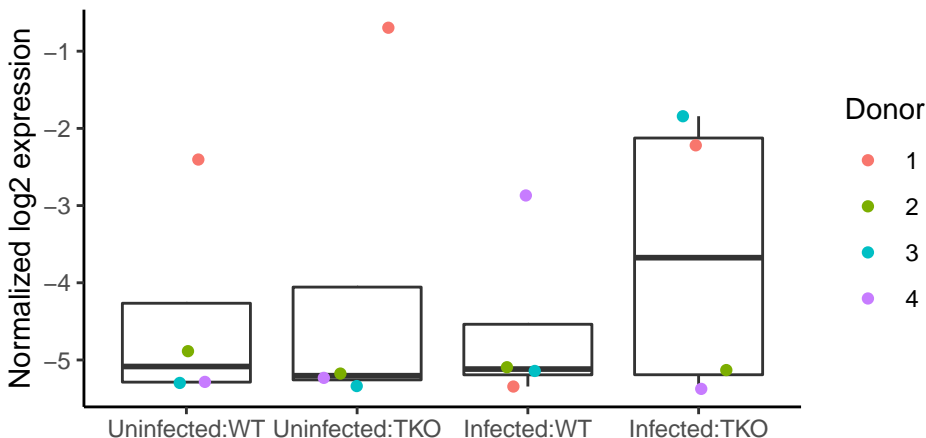 Normalized log2 expression
−1
−2
−3
−4
−5
Uninfected:WT
Uninfected:TKO
Infected:WT
Infected:TKO
Donor
1
2
3
4